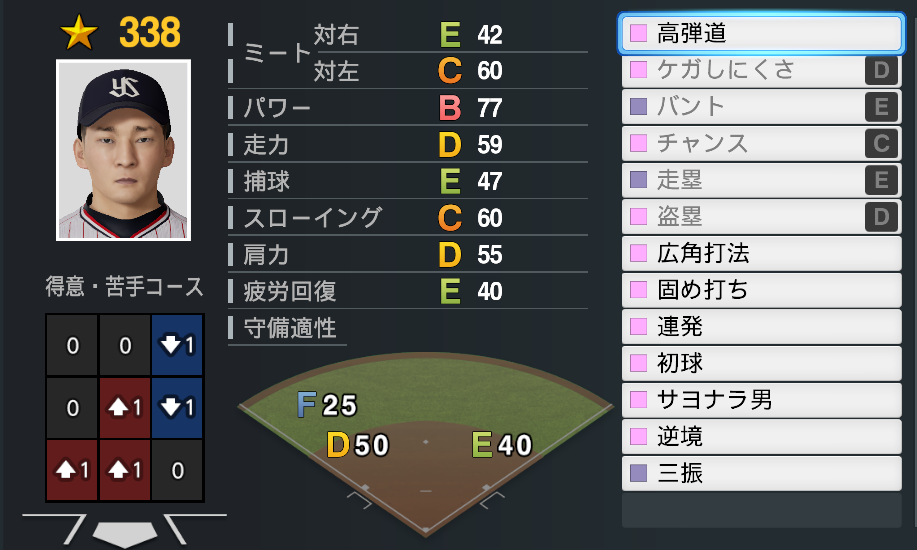 338
YS
ミート 対右 E 42
対左 C 60
パワー B 77
走力 D 59
捕球 E 47
スローイング C 60
肩力 D 55
疲労回復 E 40
守備適性
F 25
D 50 E 40
得意・苦手コース
0 0 1
0 1 1
1 1 0
高弾道
ケガしにくさ D
バント E
チャンス C
走塁 E
盗塁 D
広角打法
固め打ち
連発
初球
サヨナラ男
逆境
三振